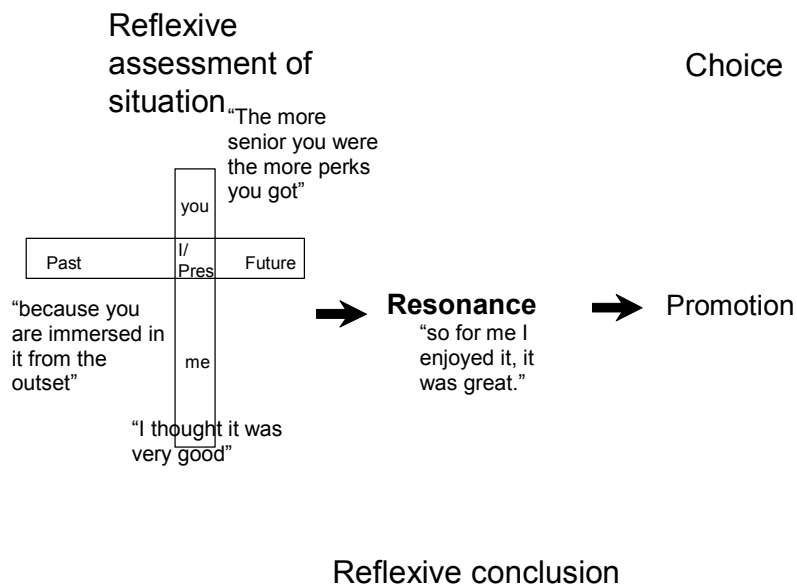 Reflexive
assessment of
situation
Choice
“The more
senior you were
the more perks
you got”
you
Past
I/
Pres
Future
“because you
are immersed in
it from the
outset”
me
“I thought it was
very good”
Resonance
“so for me I
enjoyed it, it
was great.”
Promotion
Reflexive conclusion